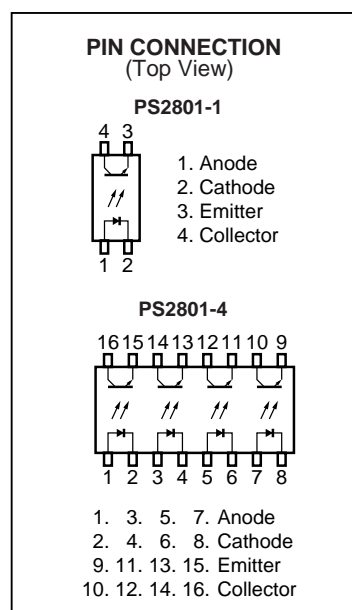 PIN CONNECTION
(Top View)
PS2801-1
4 3
1. Anode
2. Cathode
3. Emitter
4. Collector
1 2
PS2801-4
16 15 14 13 12 11 10 9
1 2 3 4 5 6 7 8
1. 3. 5. 7. Anode
2. 4. 6. 8. Cathode
9. 11. 13. 15. Emitter
10. 12. 14. 16. Collector